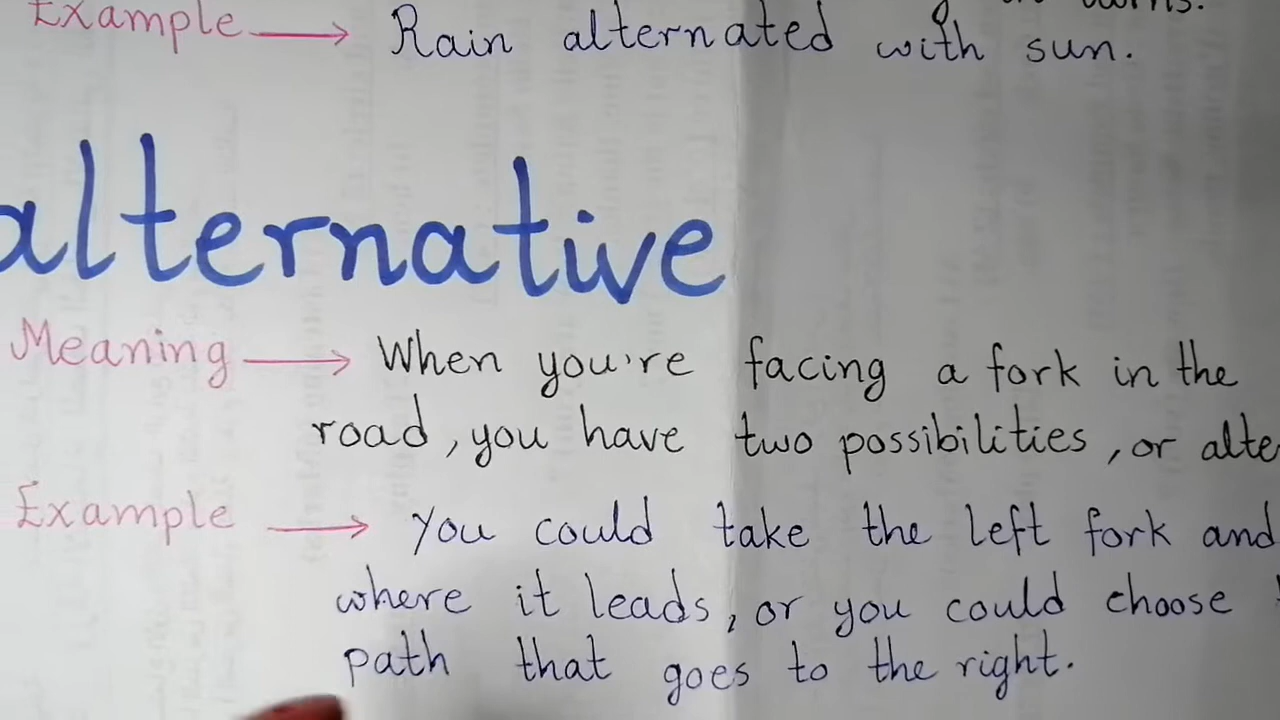 Example → Rain alternated with sun.
alternative
Meaning → When you're facing a fork in the
road, you have two possibilities, or alte
Example → You could take the left fork and
where it leads, or you could choose
path that goes to the right.